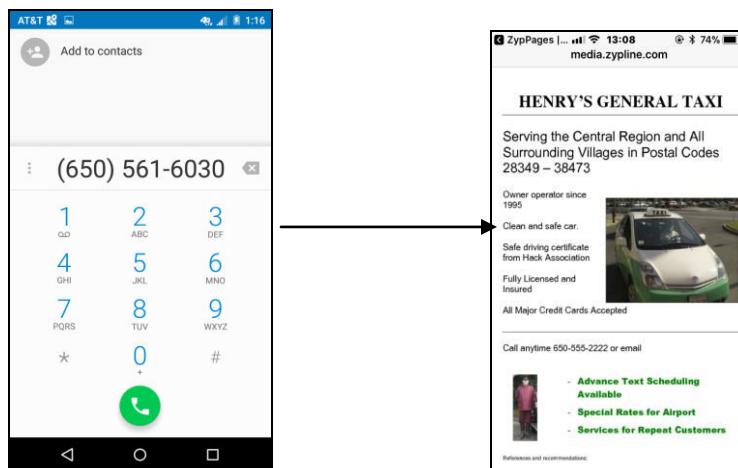 AT&T 1:16
Add to contacts
(650) 561-6030
1 2 3
ABC DEF
4 5 6
GHI JKL MNO
7 8 9
PQRS TUV WXYZ
* 0 #
+
ZypPages |... 13:08 74%
media.zypline.com
HENRY'S GENERAL TAXI
Serving the Central Region and All
Surrounding Villages in Postal Codes
28349 – 38473
Owner operator since
1995
Clean and safe car.
Safe driving certificate
from Hack Association
Fully Licensed and
Insured
All Major Credit Cards Accepted
TAXI
Call anytime 650-555-2222 or email
- Advance Text Scheduling
Available
- Special Rates for Airport
- Services for Repeat Customers
References and recommendations: